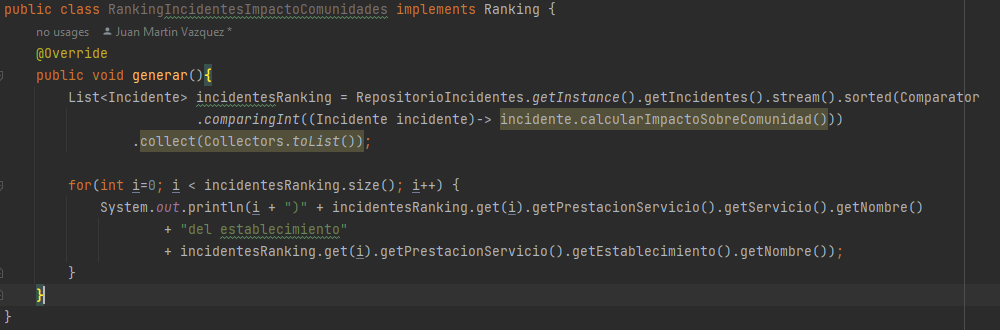 public class RankingIncidentesImpactoComunidades implements Ranking {
no usages Juan Martin Vazquez *
@Override
public void generar(){
List<Incidente> incidentesRanking = RepositorioIncidentes.getInstance().getIncidentes().stream().sorted(Comparator
.comparingInt((Incidente incidente)-> incidente.calcularImpactoSobreComunidad()))
.collect(Collectors.toList());
for(int i=0; i < incidentesRanking.size(); i++) {
System.out.println(i + ")" + incidentesRanking.get(i).getPrestacionServicio().getServicio().getNombre()
+ "del establecimiento"
+ incidentesRanking.get(i).getPrestacionServicio().getEstablecimiento().getNombre());
}
}
}